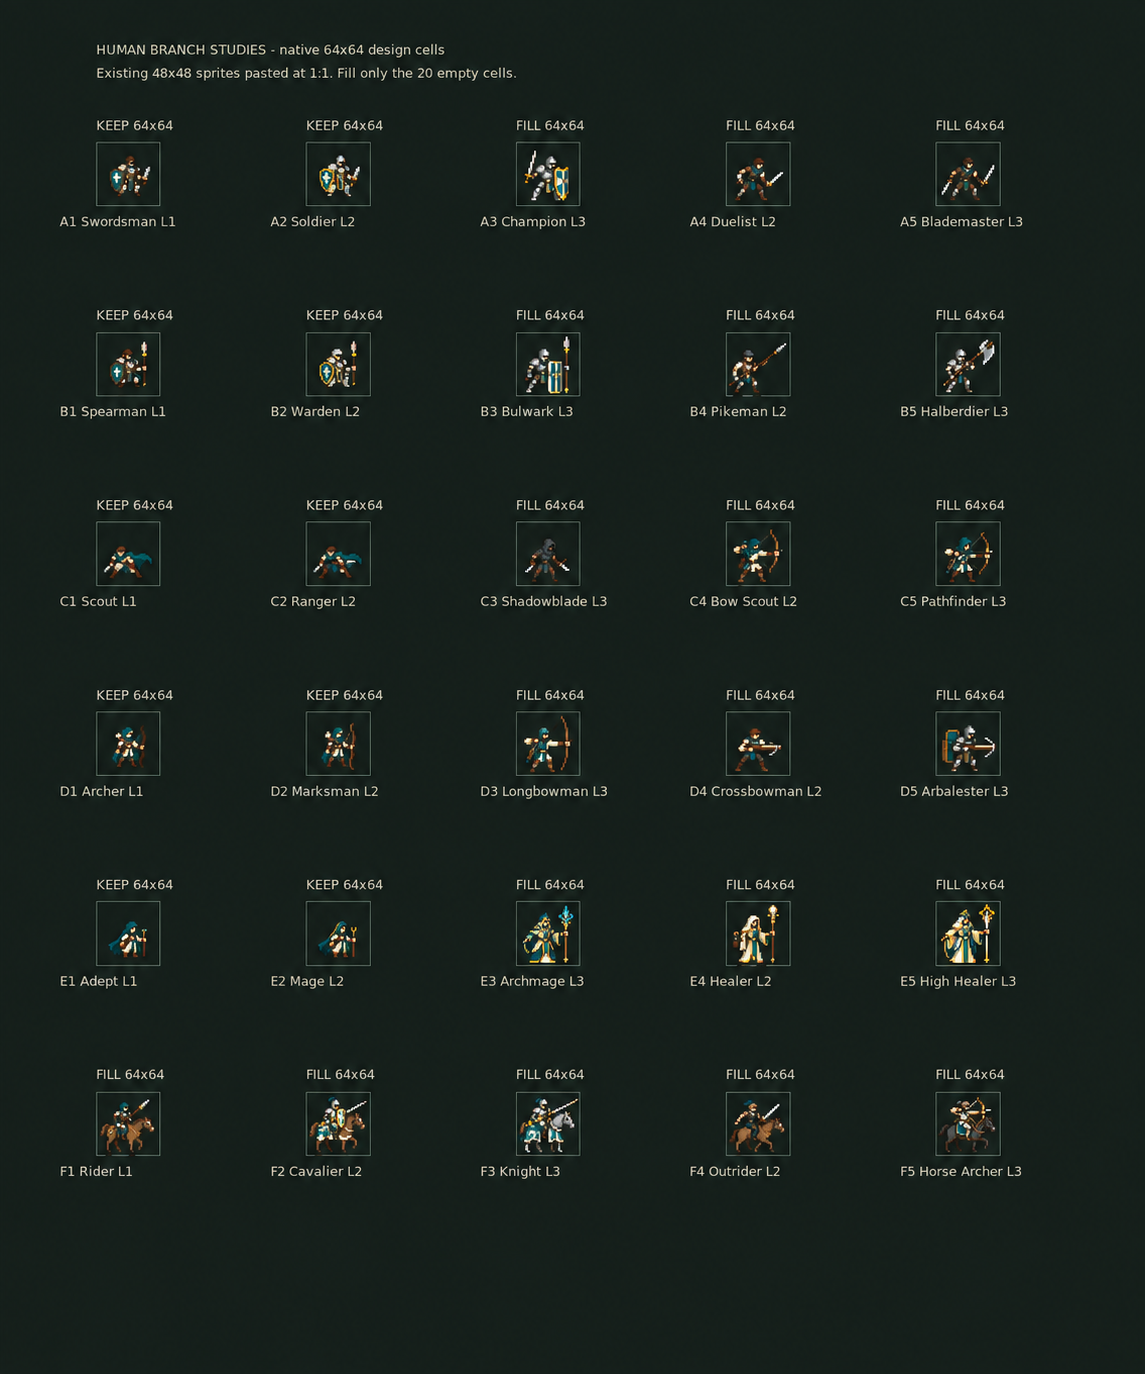 HUMAN BRANCH STUDIES - native 64x64 design cells
Existing 48x48 sprites pasted at 1:1. Fill only the 20 empty cells.
KEEP 64x64 KEEP 64x64 FILL 64x64 FILL 64x64 FILL 64x64
A1 Swordsman L1 A2 Soldier L2 A3 Champion L3 A4 Duelist L2 A5 Blademaster L3
KEEP 64x64 KEEP 64x64 FILL 64x64 FILL 64x64 FILL 64x64
B1 Spearman L1 B2 Warden L2 B3 Bulwark L3 B4 Pikeman L2 B5 Halberdier L3
KEEP 64x64 KEEP 64x64 FILL 64x64 FILL 64x64 FILL 64x64
C1 Scout L1 C2 Ranger L2 C3 Shadowblade L3 C4 Bow Scout L2 C5 Pathfinder L3
KEEP 64x64 KEEP 64x64 FILL 64x64 FILL 64x64 FILL 64x64
D1 Archer L1 D2 Marksman L2 D3 Longbowman L3 D4 Crossbowman L2 D5 Arbalester L3
KEEP 64x64 KEEP 64x64 FILL 64x64 FILL 64x64 FILL 64x64
E1 Adept L1 E2 Mage L2 E3 Archmage L3 E4 Healer L2 E5 High Healer L3
FILL 64x64 FILL 64x64 FILL 64x64 FILL 64x64 FILL 64x64
F1 Rider L1 F2 Cavalier L2 F3 Knight L3 F4 Outrider L2 F5 Horse Archer L3